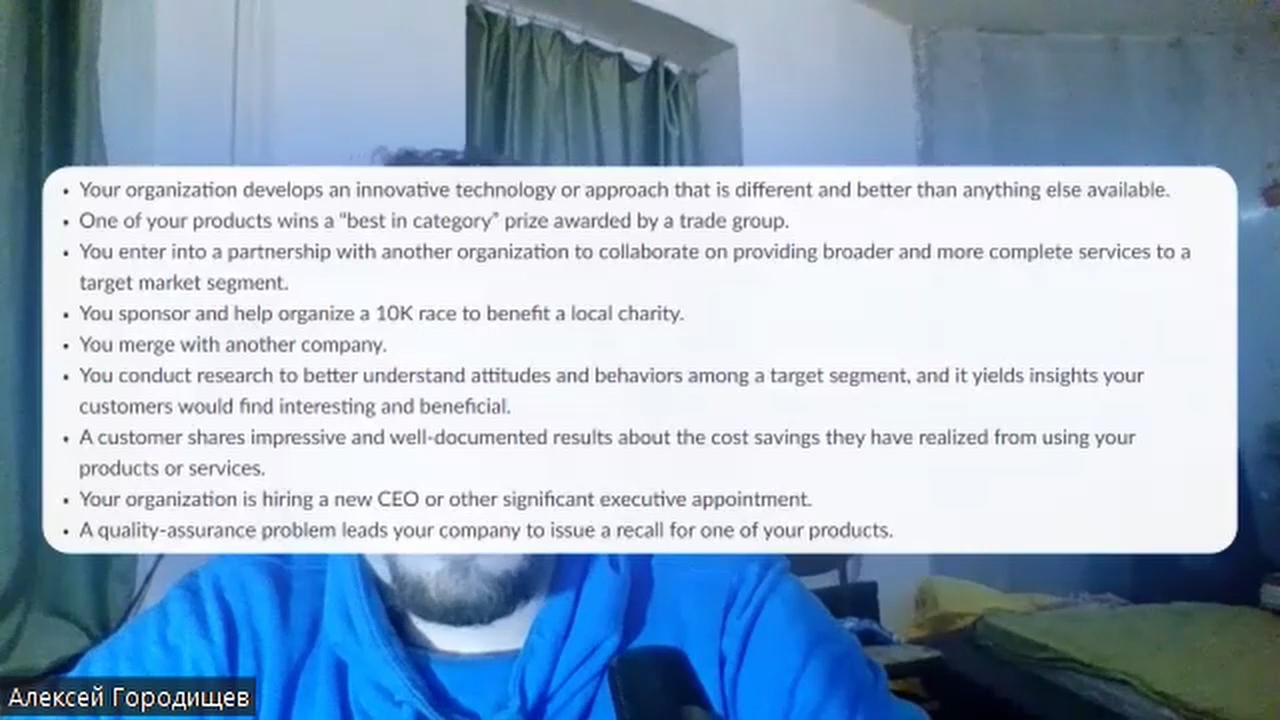 • Your organization develops an innovative technology or approach that is different and better than anything else available.
• One of your products wins a “best in category” prize awarded by a trade group.
• You enter into a partnership with another organization to collaborate on providing broader and more complete services to a
target market segment.
• You sponsor and help organize a 10K race to benefit a local charity.
• You merge with another company.
• You conduct research to better understand attitudes and behaviors among a target segment, and it yields insights your
customers would find interesting and beneficial.
• A customer shares impressive and well-documented results about the cost savings they have realized from using your
products or services.
• Your organization is hiring a new CEO or other significant executive appointment.
• A quality-assurance problem leads your company to issue a recall for one of your products.
Алексей Городищев